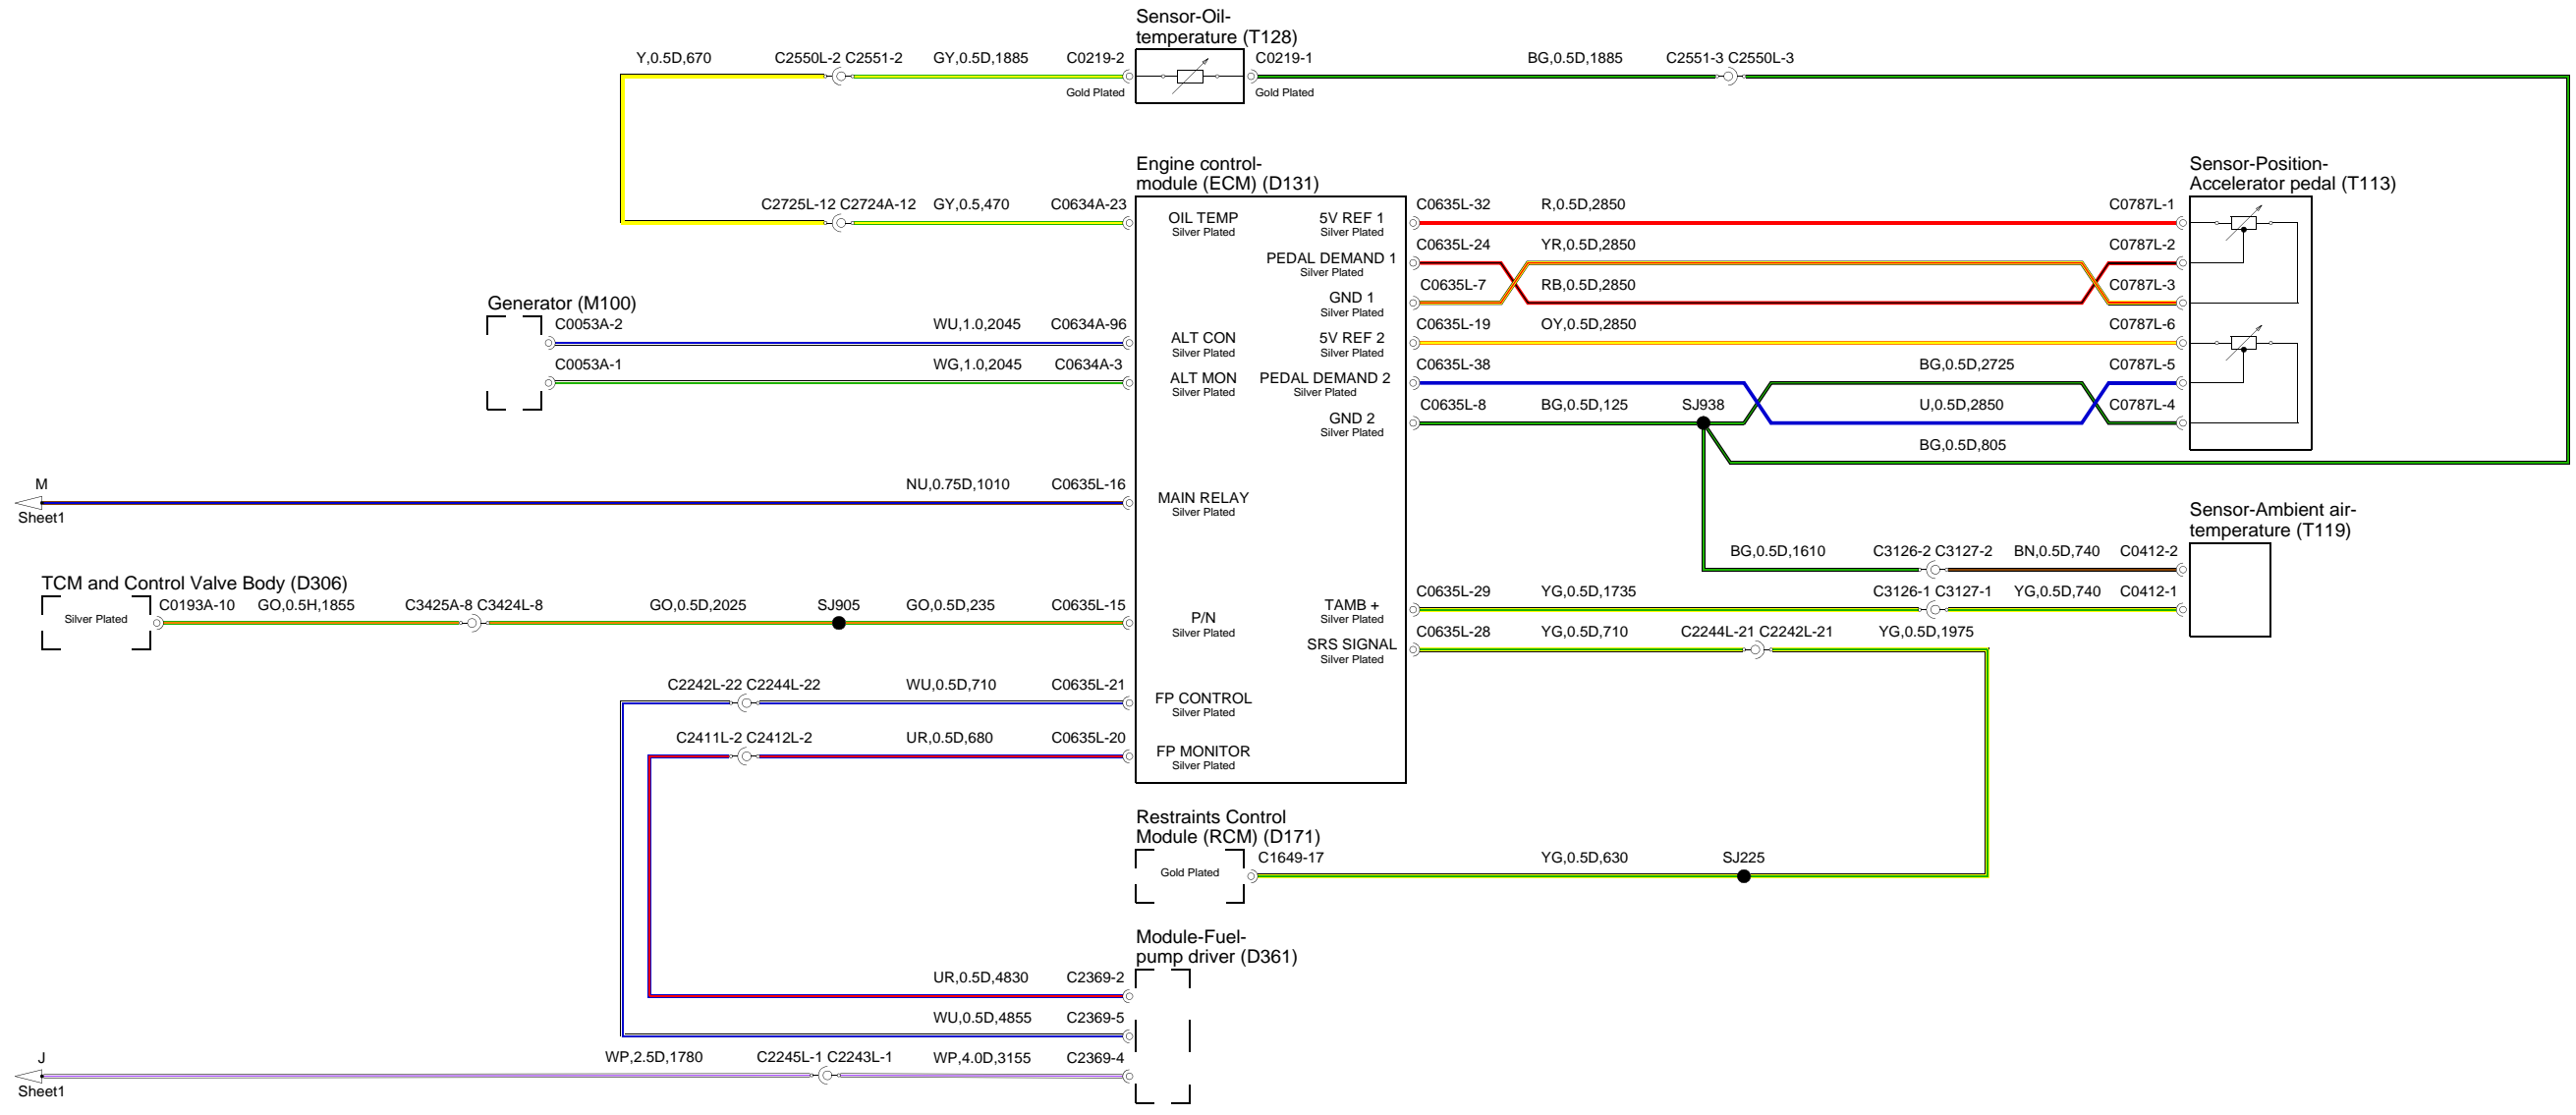 Sensor-Oil-
temperature (T128)
Y,0.5D,670
C2550L-2 C2551-2
GY,0.5D,1885
C0219-2
C0219-1
BG,0.5D,1885
C2551-3 C2550L-3
Gold Plated
Gold Plated
Engine control-
module (ECM) (D131)
Sensor-Position-
Accelerator pedal (T113)
C2725L-12 C2724A-12
GY,0.5,470
C0634A-23
OIL TEMP
Silver Plated
5V REF 1
Silver Plated
C0635L-32
R,0.5D,2850
C0787L-1
PEDAL DEMAND 1
Silver Plated
C0635L-24
YR,0.5D,2850
C0787L-2
GND 1
Silver Plated
C0635L-7
RB,0.5D,2850
C0787L-3
Generator (M100)
C0053A-2
WU,1.0,2045
C0634A-96
ALT CON
Silver Plated
5V REF 2
Silver Plated
C0635L-19
OY,0.5D,2850
C0787L-6
C0053A-1
WG,1.0,2045
C0634A-3
ALT MON
Silver Plated
PEDAL DEMAND 2
Silver Plated
C0635L-38
BG,0.5D,2725
C0787L-5
GND 2
Silver Plated
C0635L-8
BG,0.5D,125
SJ938
U,0.5D,2850
C0787L-4
BG,0.5D,805
M
Sheet1
NU,0.75D,1010
C0635L-16
MAIN RELAY
Silver Plated
Sensor-Ambient air-
temperature (T119)
BG,0.5D,1610
C3126-2 C3127-2
BN,0.5D,740
C0412-2
TCM and Control Valve Body (D306)
Silver Plated
C0193A-10
GO,0.5H,1855
C3425A-8 C3424L-8
GO,0.5D,2025
SJ905
GO,0.5D,235
C0635L-15
P/N
Silver Plated
TAMB +
Silver Plated
C0635L-29
YG,0.5D,1735
C3126-1 C3127-1
YG,0.5D,740
C0412-1
SRS SIGNAL
Silver Plated
C0635L-28
YG,0.5D,710
C2244L-21 C2242L-21
YG,0.5D,1975
C2242L-22 C2244L-22
WU,0.5D,710
C0635L-21
FP CONTROL
Silver Plated
C2411L-2 C2412L-2
UR,0.5D,680
C0635L-20
FP MONITOR
Silver Plated
Restraints Control
Module (RCM) (D171)
Gold Plated
C1649-17
YG,0.5D,630
SJ225
Module-Fuel-
pump driver (D361)
UR,0.5D,4830
C2369-2
WU,0.5D,4855
C2369-5
J
Sheet1
WP,2.5D,1780
C2245L-1 C2243L-1
WP,4.0D,3155
C2369-4